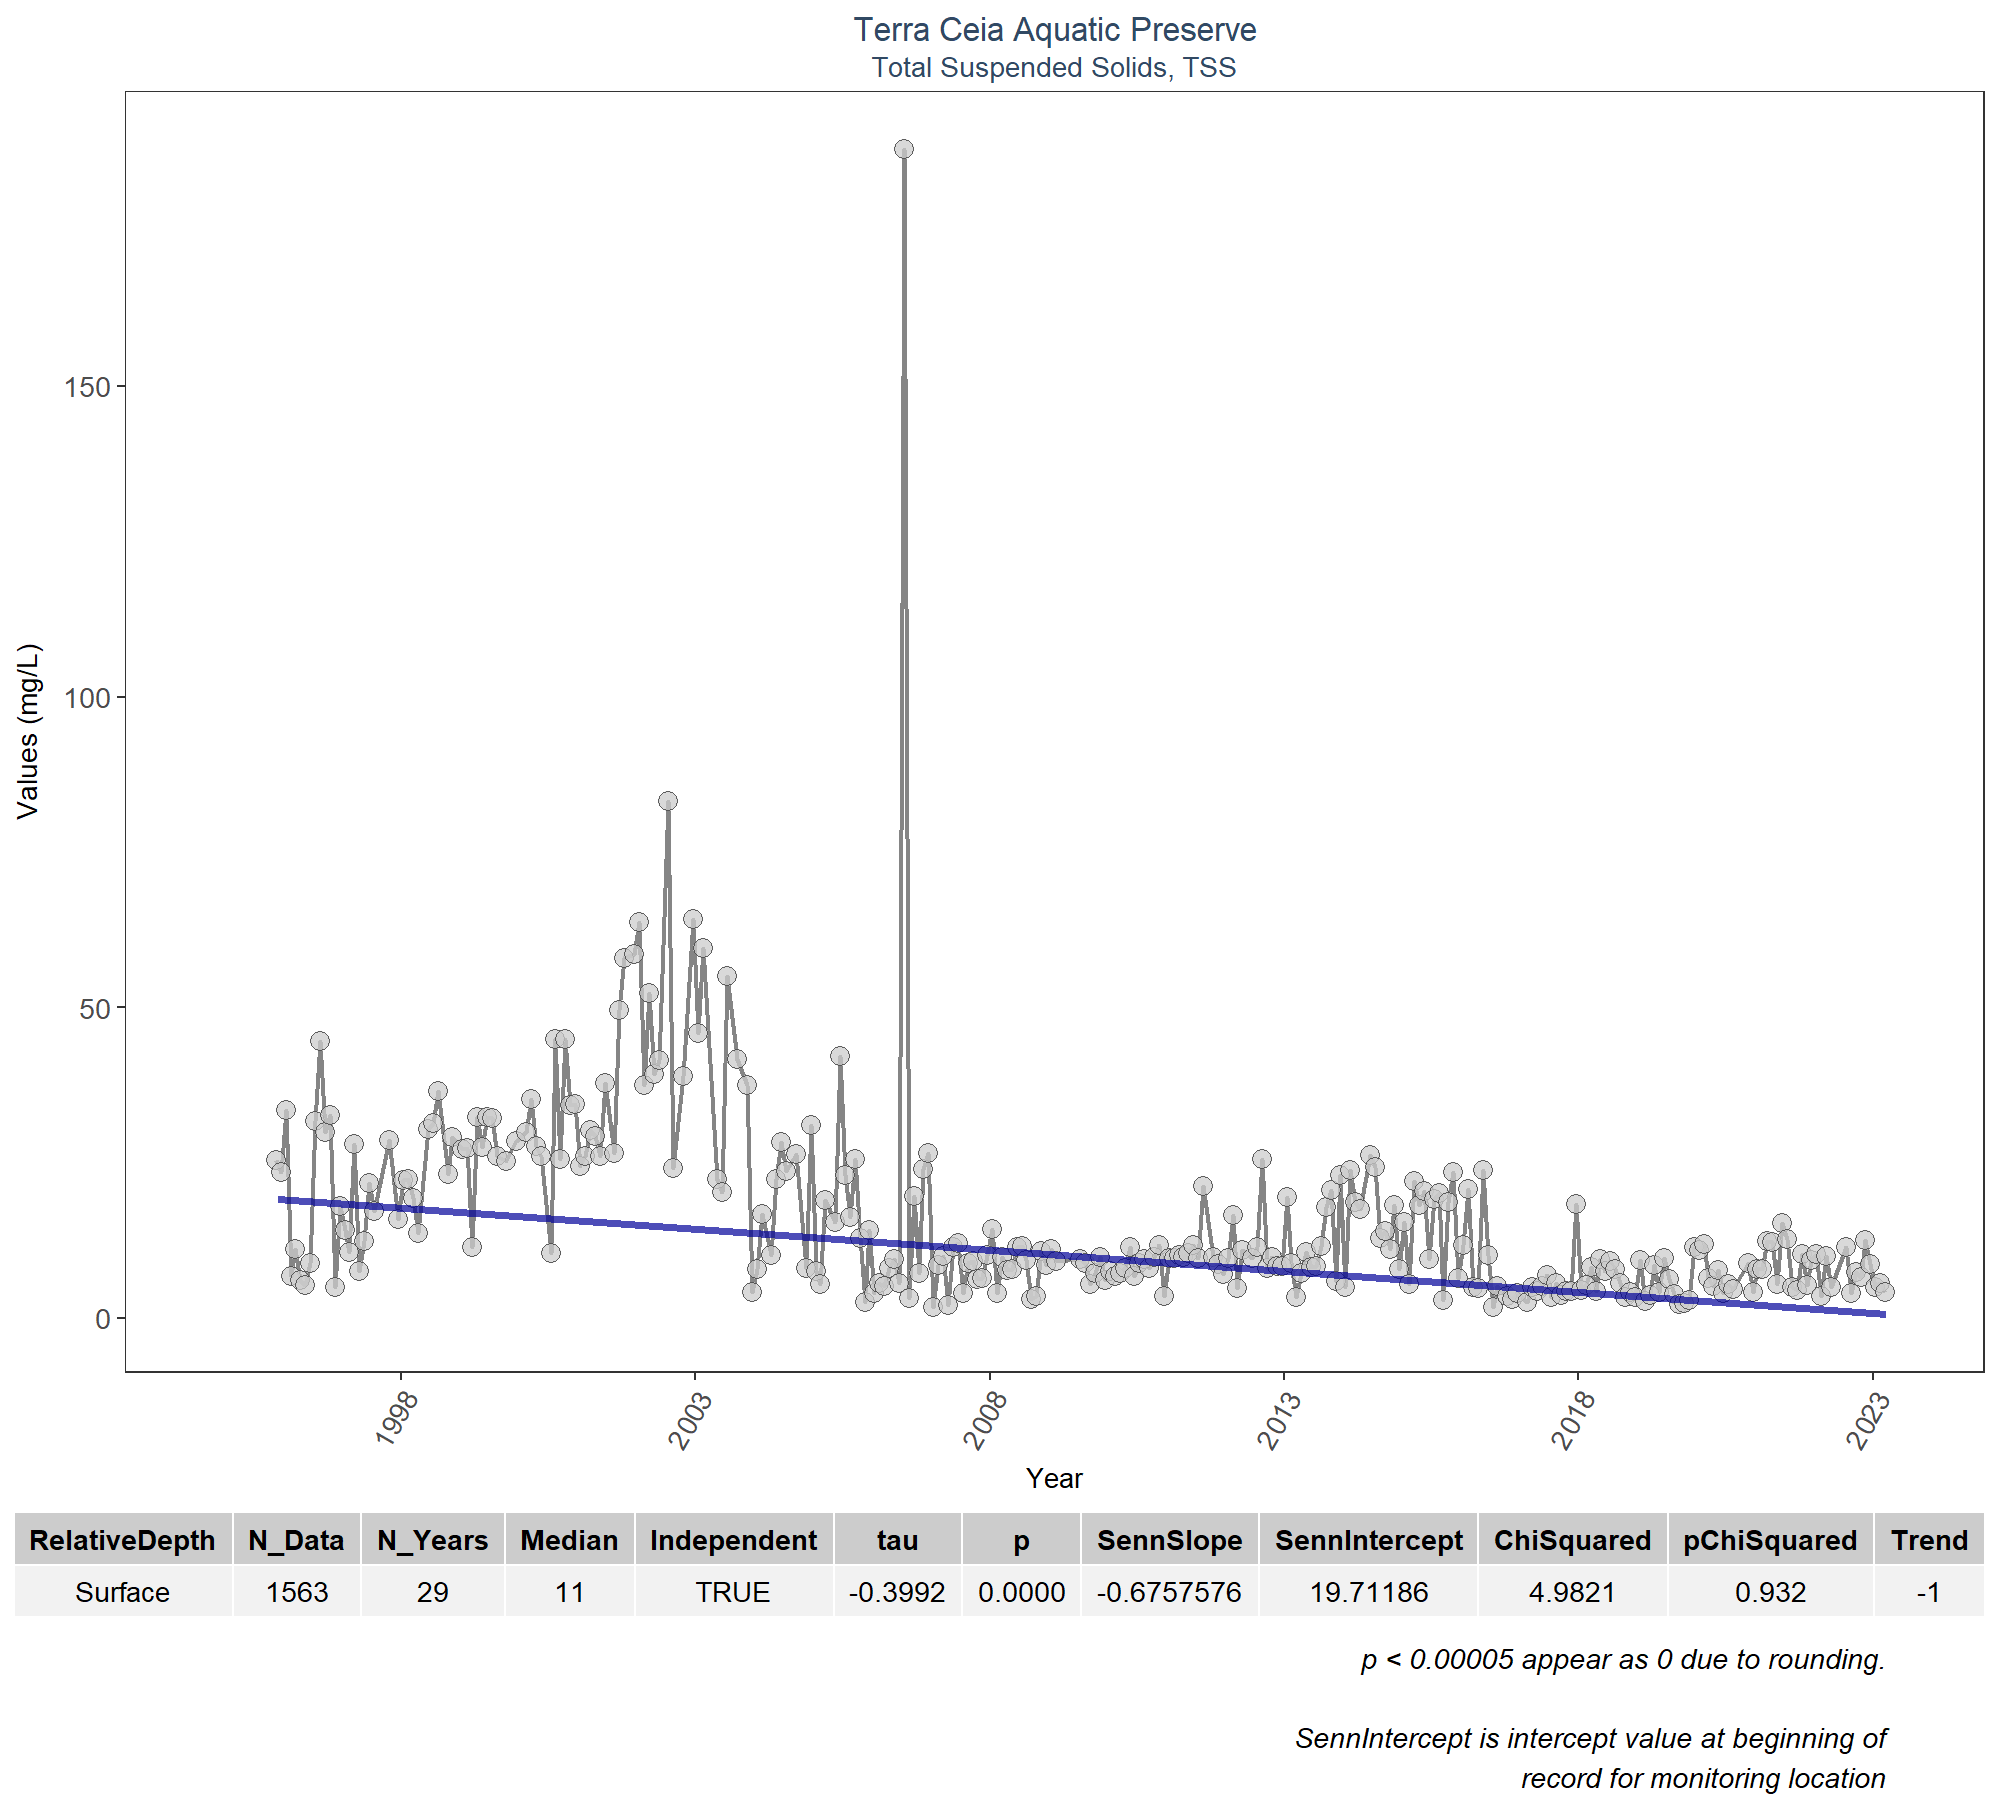 Terra Ceia Aquatic Preserve
Total Suspended Solids, TSS
Values (mg/L)
150
100
50
0
1998
2003
2008
2013
2018
2023
Year
RelativeDepth N_Data N_Years Median Independent tau p SennSlope SennIntercept ChiSquared pChiSquared Trend
Surface 1563 29 11 TRUE -0.3992 0.0000 -0.6757576 19.71186 4.9821 0.932 -1
p < 0.00005 appear as 0 due to rounding.
SennIntercept is intercept value at beginning of
record for monitoring location